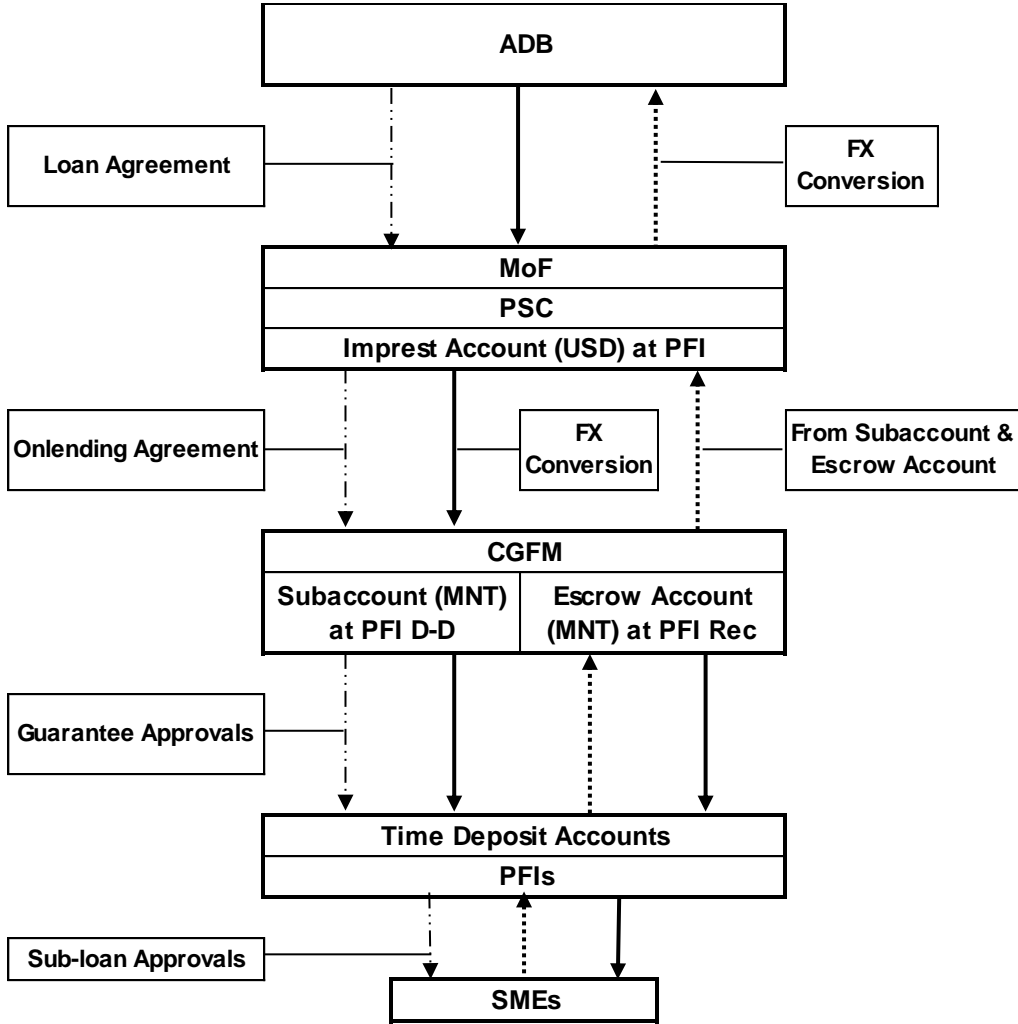 ADB
Loan Agreement
FX
Conversion
MoF
PSC
Imprest Account (USD) at PFI
Onlending Agreement
FX
Conversion
From Subaccount &
Escrow Account
CGFM
Subaccount (MNT)
at PFI D-D
Escrow Account
(MNT) at PFI Rec
Guarantee Approvals
Time Deposit Accounts
PFIs
Sub-loan Approvals
SMEs